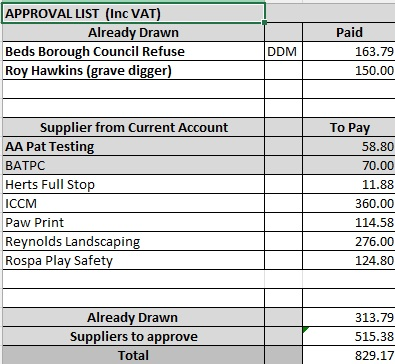 APPROVAL LIST (Inc VAT)
Already Drawn Paid
Beds Borough Council Refuse DDM 163.79
Roy Hawkins (grave digger) 150.00
Supplier from Current Account To Pay
AA Pat Testing 58.80
BATPC 70.00
Herts Full Stop 11.88
ICCM 360.00
Paw Print 114.58
Reynolds Landscaping 276.00
Rospa Play Safety 124.80
Already Drawn 313.79
Suppliers to approve 515.38
Total 829.17